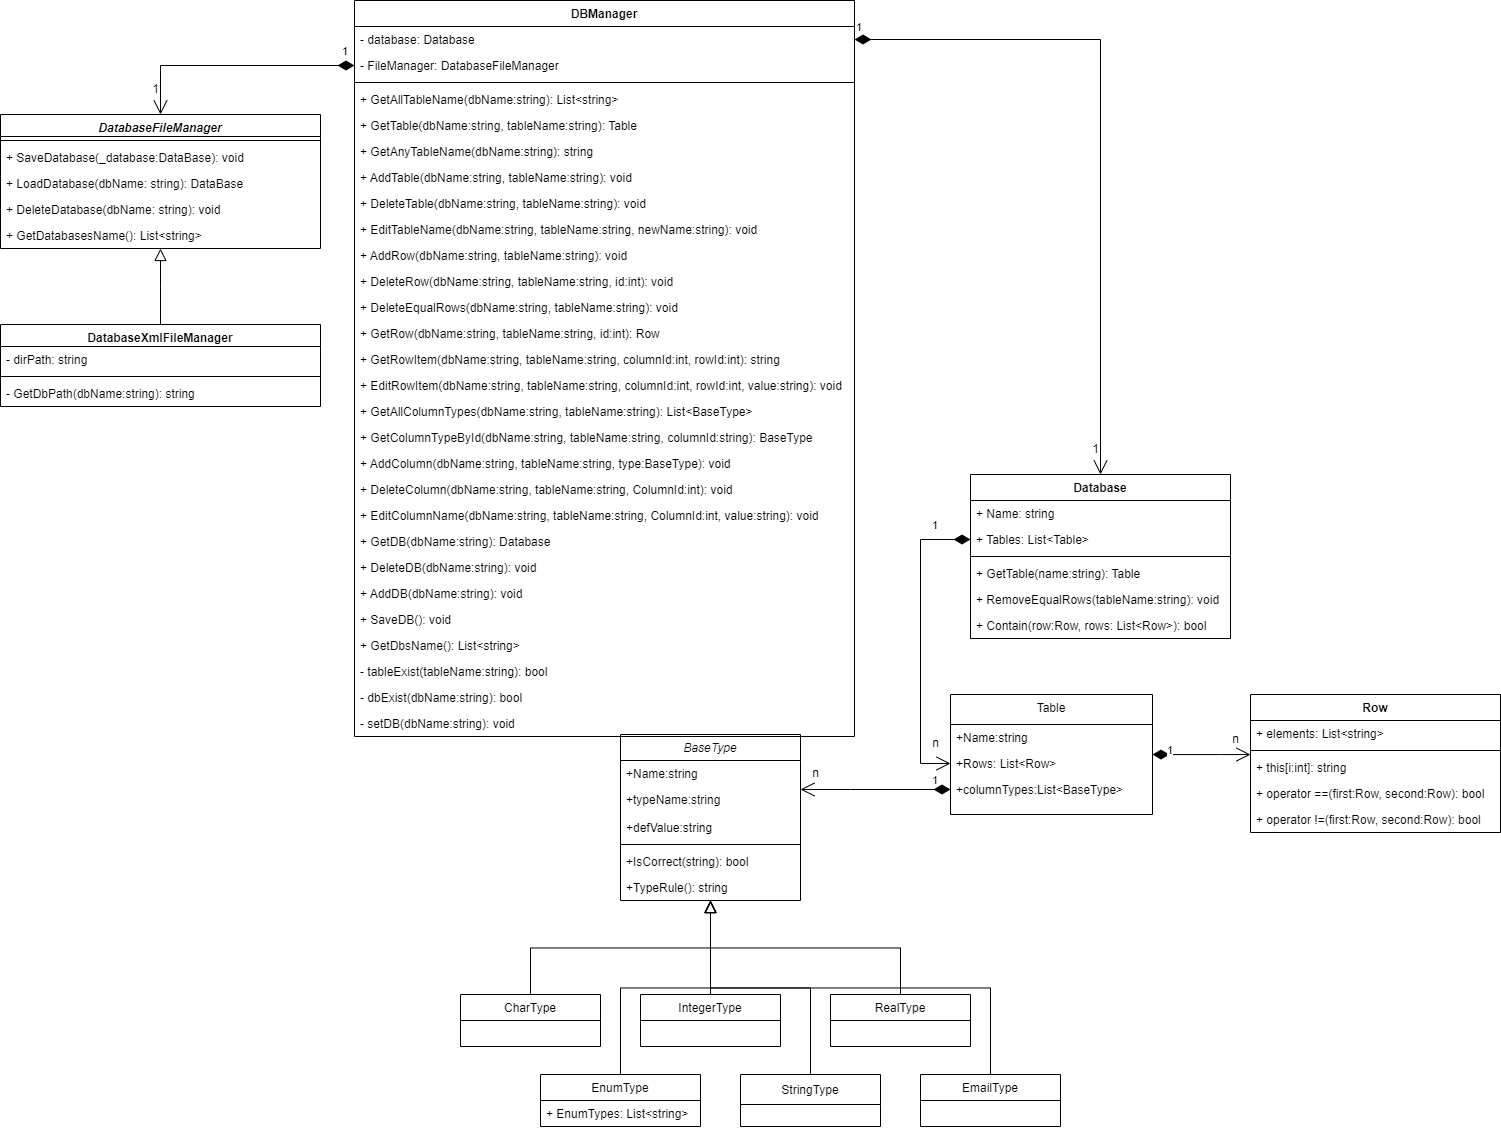 DBManager
- database: Database
- FileManager: DatabaseFileManager
+ GetAllTableName(dbName:string): List<string>
+ GetTable(dbName:string, tableName:string): Table
+ GetAnyTableName(dbName:string): string
+ AddTable(dbName:string, tableName:string): void
+ DeleteTable(dbName:string, tableName:string): void
+ EditTableName(dbName:string, tableName:string, newName:string): void
+ AddRow(dbName:string, tableName:string): void
+ DeleteRow(dbName:string, tableName:string, id:int): void
+ DeleteEqualRows(dbName:string, tableName:string): void
+ GetRow(dbName:string, tableName:string, id:int): Row
+ GetRowItem(dbName:string, tableName:string, columnId:int, rowId:int): string
+ EditRowItem(dbName:string, tableName:string, columnId:int, rowId:int, value:string): void
+ GetAllColumnTypes(dbName:string, tableName:string): List<BaseType>
+ GetColumnTypeById(dbName:string, tableName:string, columnId:string): BaseType
+ AddColumn(dbName:string, tableName:string, type:BaseType): void
+ DeleteColumn(dbName:string, tableName:string, ColumnId:int): void
+ EditColumnName(dbName:string, tableName:string, ColumnId:int, value:string): void
+ GetDB(dbName:string): Database
+ DeleteDB(dbName:string): void
+ AddDB(dbName:string): void
+ SaveDB(): void
+ GetDbsName(): List<string>
- tableExist(tableName:string): bool
- dbExist(dbName:string): bool
- setDB(dbName:string): void
1
1
DatabaseFileManager
+ SaveDatabase(_database:DataBase): void
+ LoadDatabase(dbName: string): DataBase
+ DeleteDatabase(dbName: string): void
+ GetDatabasesName(): List<string>
DatabaseXmlFileManager
- dirPath: string
- GetDbPath(dbName:string): string
1
1
Database
+ Name: string
+ Tables: List<Table>
+ GetTable(name:string): Table
+ RemoveEqualRows(tableName:string): void
+ Contain(row:Row, rows: List<Row>): bool
1
n
Table
+Name:string
+Rows: List<Row>
+columnTypes:List<BaseType>
1
n
Row
+ elements: List<string>
+ this[i:int]: string
+ operator ==(first:Row, second:Row): bool
+ operator !=(first:Row, second:Row): bool
1
n
BaseType
+Name:string
+typeName:string
+defValue:string
+IsCorrect(string): bool
+TypeRule(): string
CharType
IntegerType
RealType
EnumType
+ EnumTypes: List<string>
StringType
EmailType